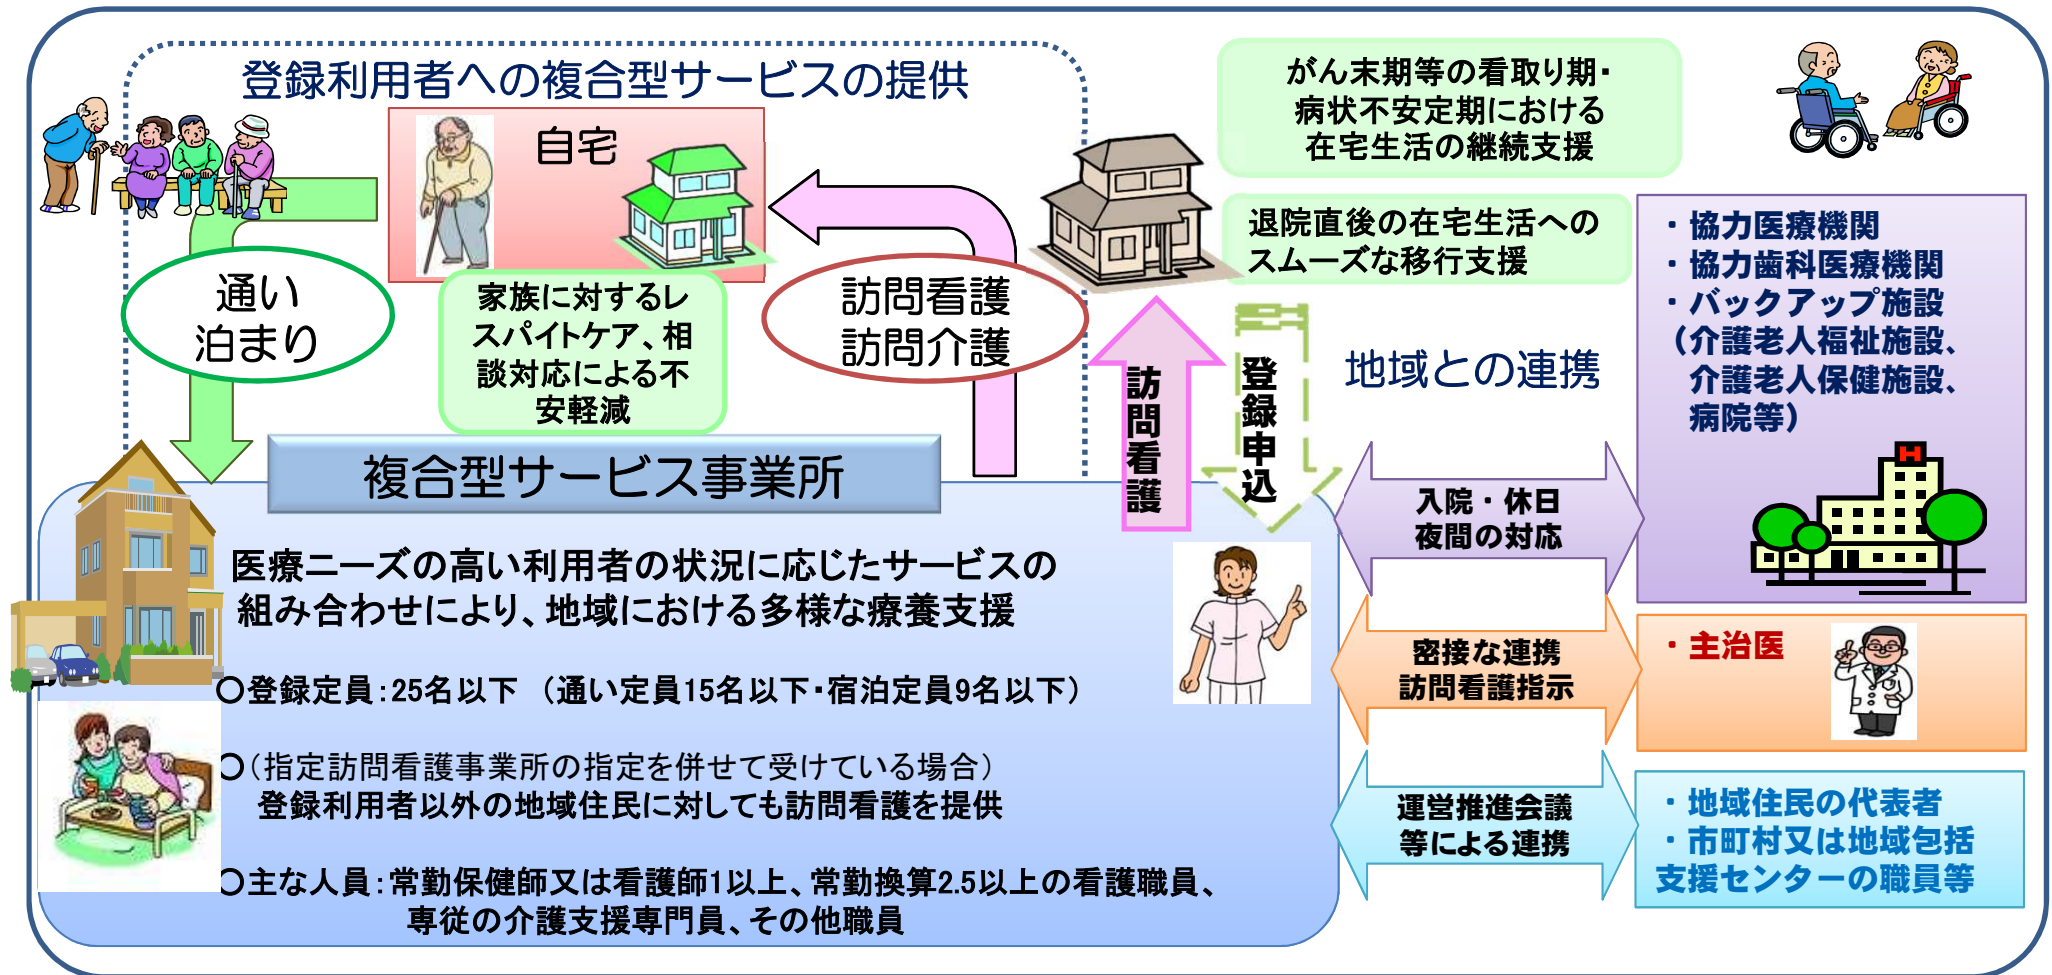 登録利用者への複合型サービスの提供
自宅
通い
泊まり
家族に対するレ
スパイトケア、相
談対応による不
安軽減
訪問看護
訪問介護
がん末期等の看取り期・
病状不安定期における
在宅生活の継続支援
退院直後の在宅生活への
スムーズな移行支援
訪問看護
登録申込
地域との連携
・協力医療機関
・協力歯科医療機関
・バックアップ施設
（介護老人福祉施設、
介護老人保健施設、
病院等）
H
複合型サービス事業所
医療ニーズの高い利用者の状況に応じたサービスの
組み合わせにより、地域における多様な療養支援
○登録定員：25名以下 （通い定員15名以下・宿泊定員9名以下）
○（指定訪問看護事業所の指定を併せて受けている場合）
登録利用者以外の地域住民に対しても訪問看護を提供
○主な人員：常勤保健師又は看護師1以上、常勤換算2.5以上の看護職員、
専従の介護支援専門員、その他職員
入院・休日
夜間の対応
密接な連携
訪問看護指示
・主治医
運営推進会議
等による連携
・地域住民の代表者
・市町村又は地域包括
支援センターの職員等